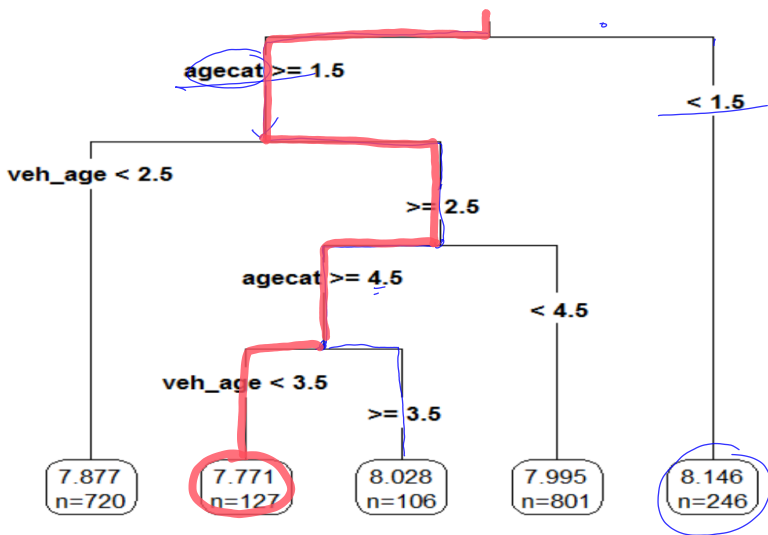 agecat >= 1.5
< 1.5
veh_age < 2.5
>= 2.5
agecat >= 4.5
< 4.5
veh_age < 3.5
>= 3.5
7.877
n=720
7.771
n=127
8.028
n=106
7.995
n=801
8.146
n=246